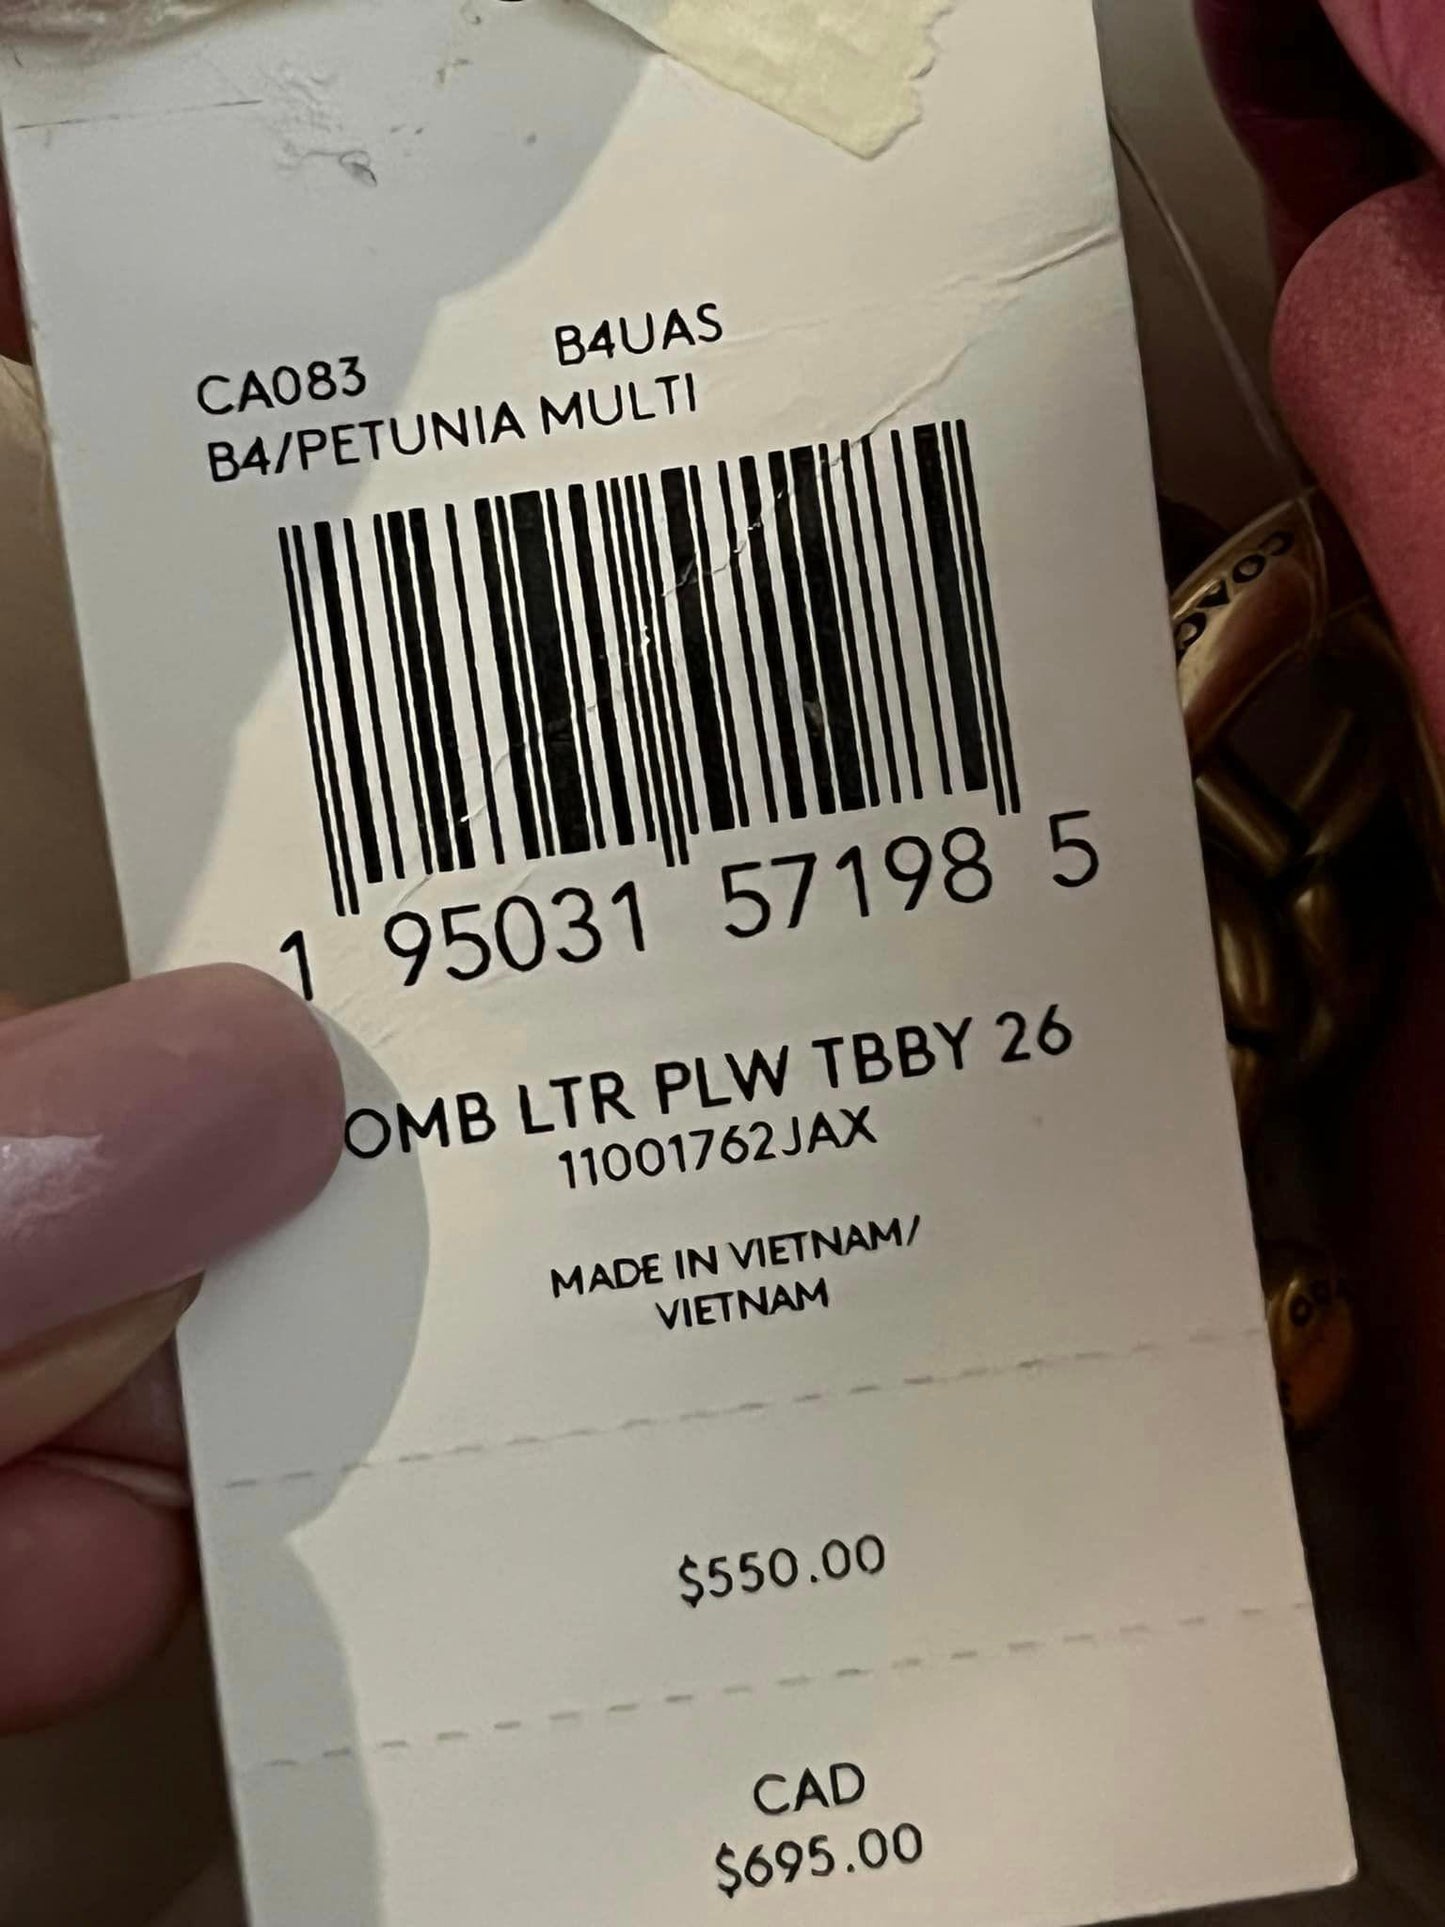 B4UAS
CA083
B4/PETUNIA MULTI
1 95031 57198 5
OMB LTR PLW TBBY 26
11001762JAX
MADE IN VIETNAM/
VIETNAM
$550.00
CAD
$695.00
COACH